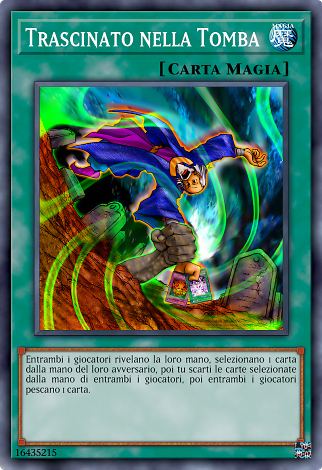 Trascinato nella Tomba
MAGIA
魔
[Carta Magia]
Entrambi i giocatori rivelano la loro mano, selezionano 1 carta
dalla mano del loro avversario, poi tu scarti le carte selezionate
dalla mano di entrambi i giocatori, poi entrambi i giocatori
pescano 1 carta.
16435215